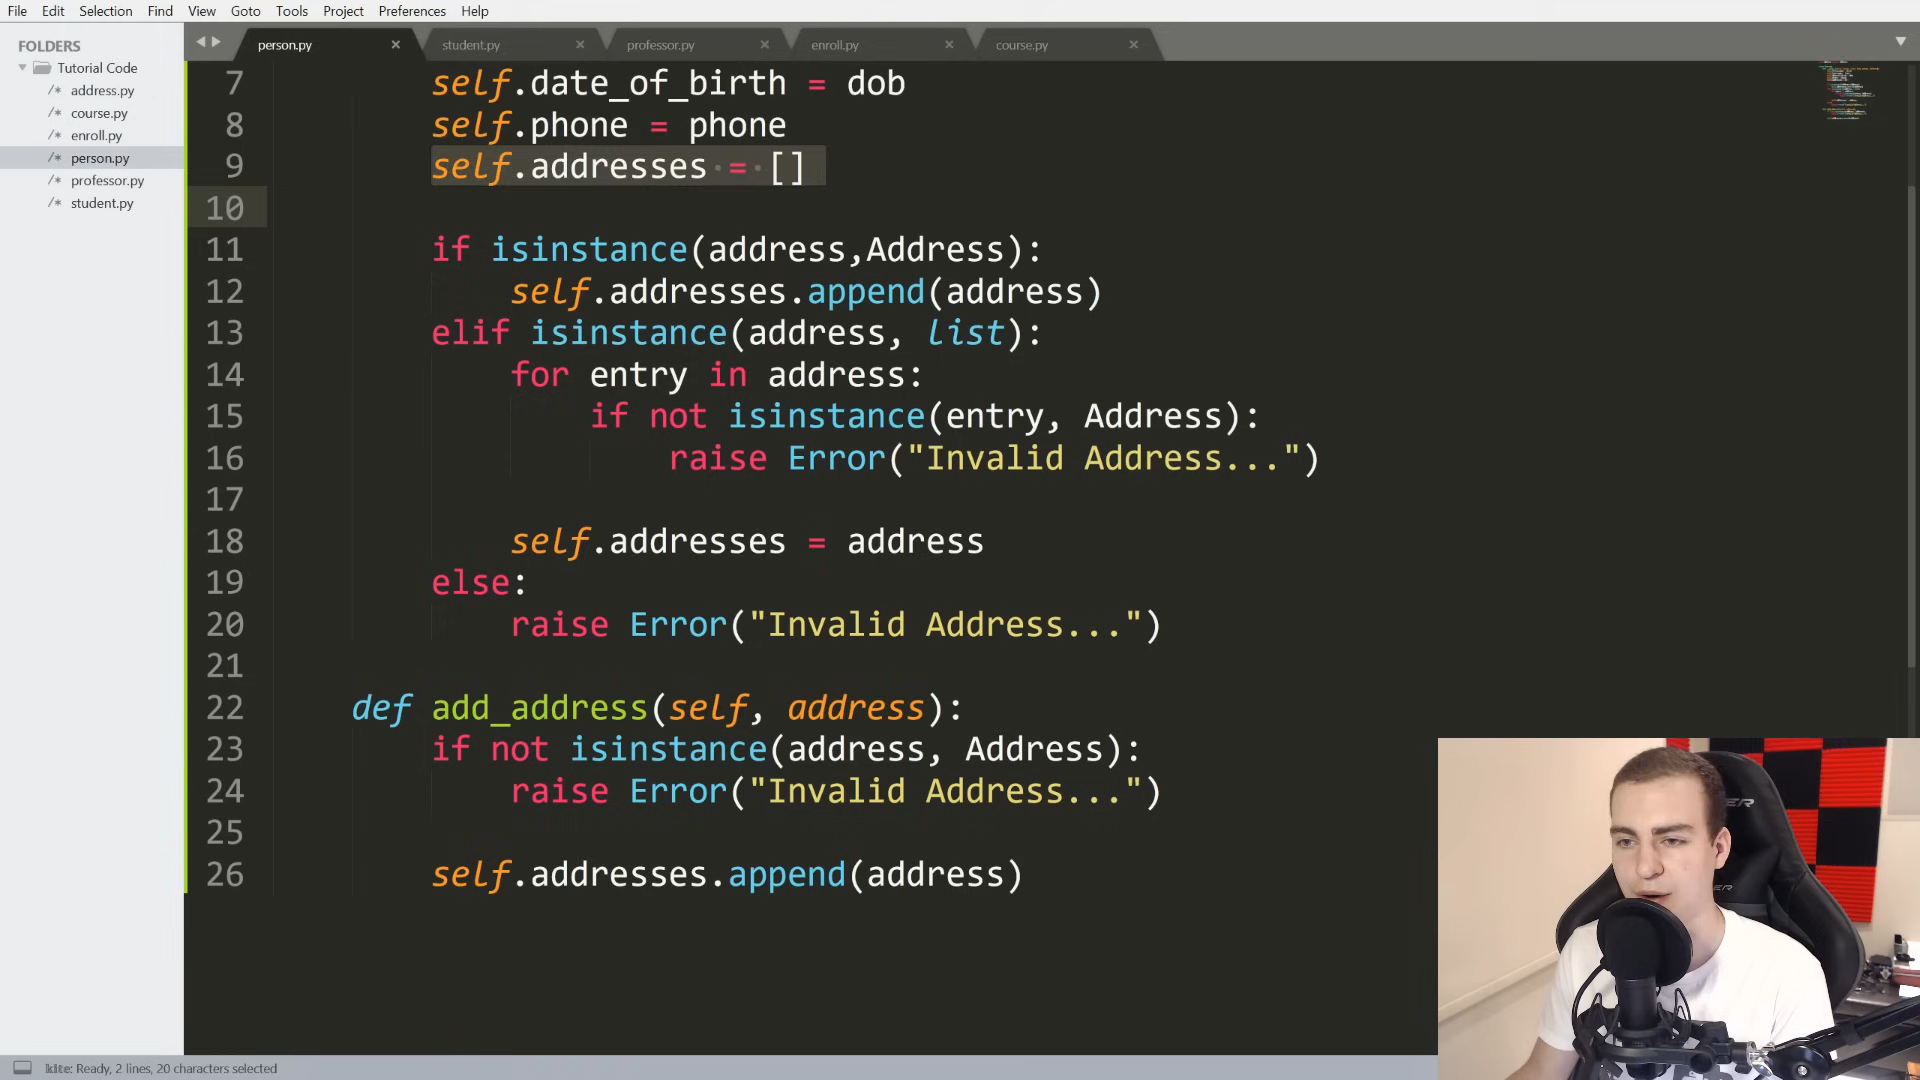 File Edit Selection Find View Goto Tools Project Preferences Help
FOLDERS
Tutorial Code
/* address.py
/* course.py
/* enroll.py
/* person.py
/* professor.py
/* student.py
person.py × student.py × professor.py × enroll.py × course.py ×
7 self.date_of_birth = dob
8 self.phone = phone
9 self.addresses = []
10
11 if isinstance(address,Address):
12 self.addresses.append(address)
13 elif isinstance(address, list):
14 for entry in address:
15 if not isinstance(entry, Address):
16 raise Error("Invalid Address...")
17
18 self.addresses = address
19 else:
20 raise Error("Invalid Address...")
21
22 def add_address(self, address):
23 if not isinstance(address, Address):
24 raise Error("Invalid Address...")
25
26 self.addresses.append(address)
kite: Ready, 2 lines, 20 characters selected